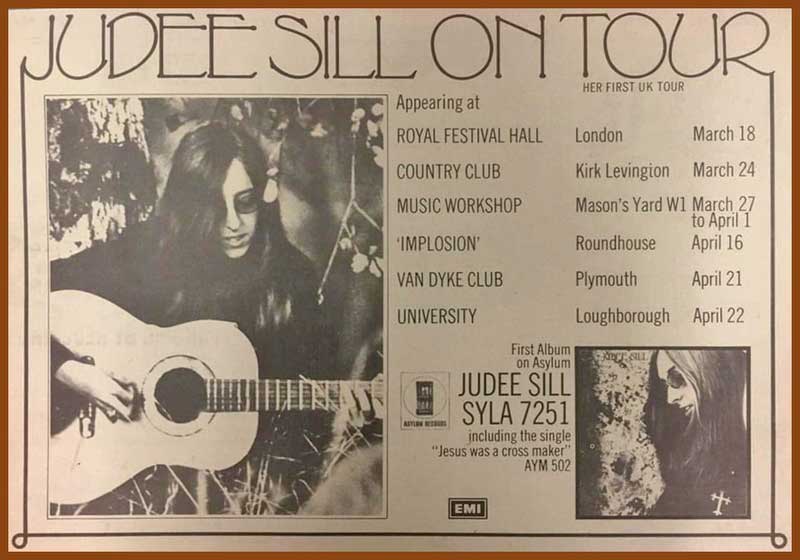 JUDEE SILL ON TOUR
HER FIRST UK TOUR
Appearing at
ROYAL FESTIVAL HALL London March 18
COUNTRY CLUB Kirk Levington March 24
MUSIC WORKSHOP Mason's Yard W1 March 27
to April 1
'IMPLOSION' Roundhouse April 16
VAN DYKE CLUB Plymouth April 21
UNIVERSITY Loughborough April 22
First Album
on Asylum
JUDEE SILL
SYLA 7251
including the single
"Jesus was a cross maker"
AYM 502
ASYLUM RECORDS
JUDEE SILL
EMI